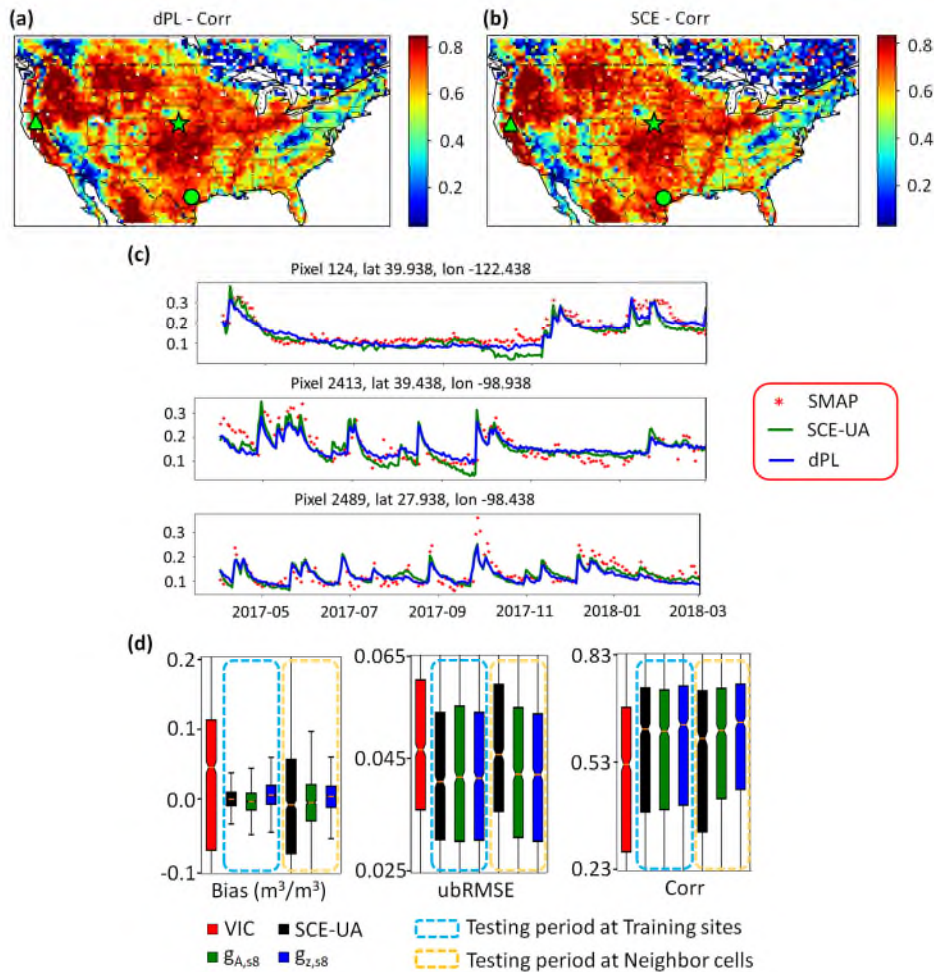 (a) dPL - Corr
(b) SCE - Corr
0.8
0.6
0.4
0.2
0.8
0.6
0.4
0.2
(c)
Pixel 124, lat 39.938, lon -122.438
0.3
0.2
0.1
Pixel 2413, lat 39.438, lon -98.938
0.3
0.2
0.1
Pixel 2489, lat 27.938, lon -98.438
0.3
0.2
0.1
2017-05 2017-07 2017-09 2017-11 2018-01 2018-03
SMAP
SCE-UA
dPL
(d)
0.2
0.1
0.0
-0.1
Bias (m³/m³)
0.065
0.045
0.025
ubRMSE
0.83
0.53
0.23
Corr
VIC
SCE-UA
Testing period at Training sites
gA,s8
gz,s8
Testing period at Neighbor cells